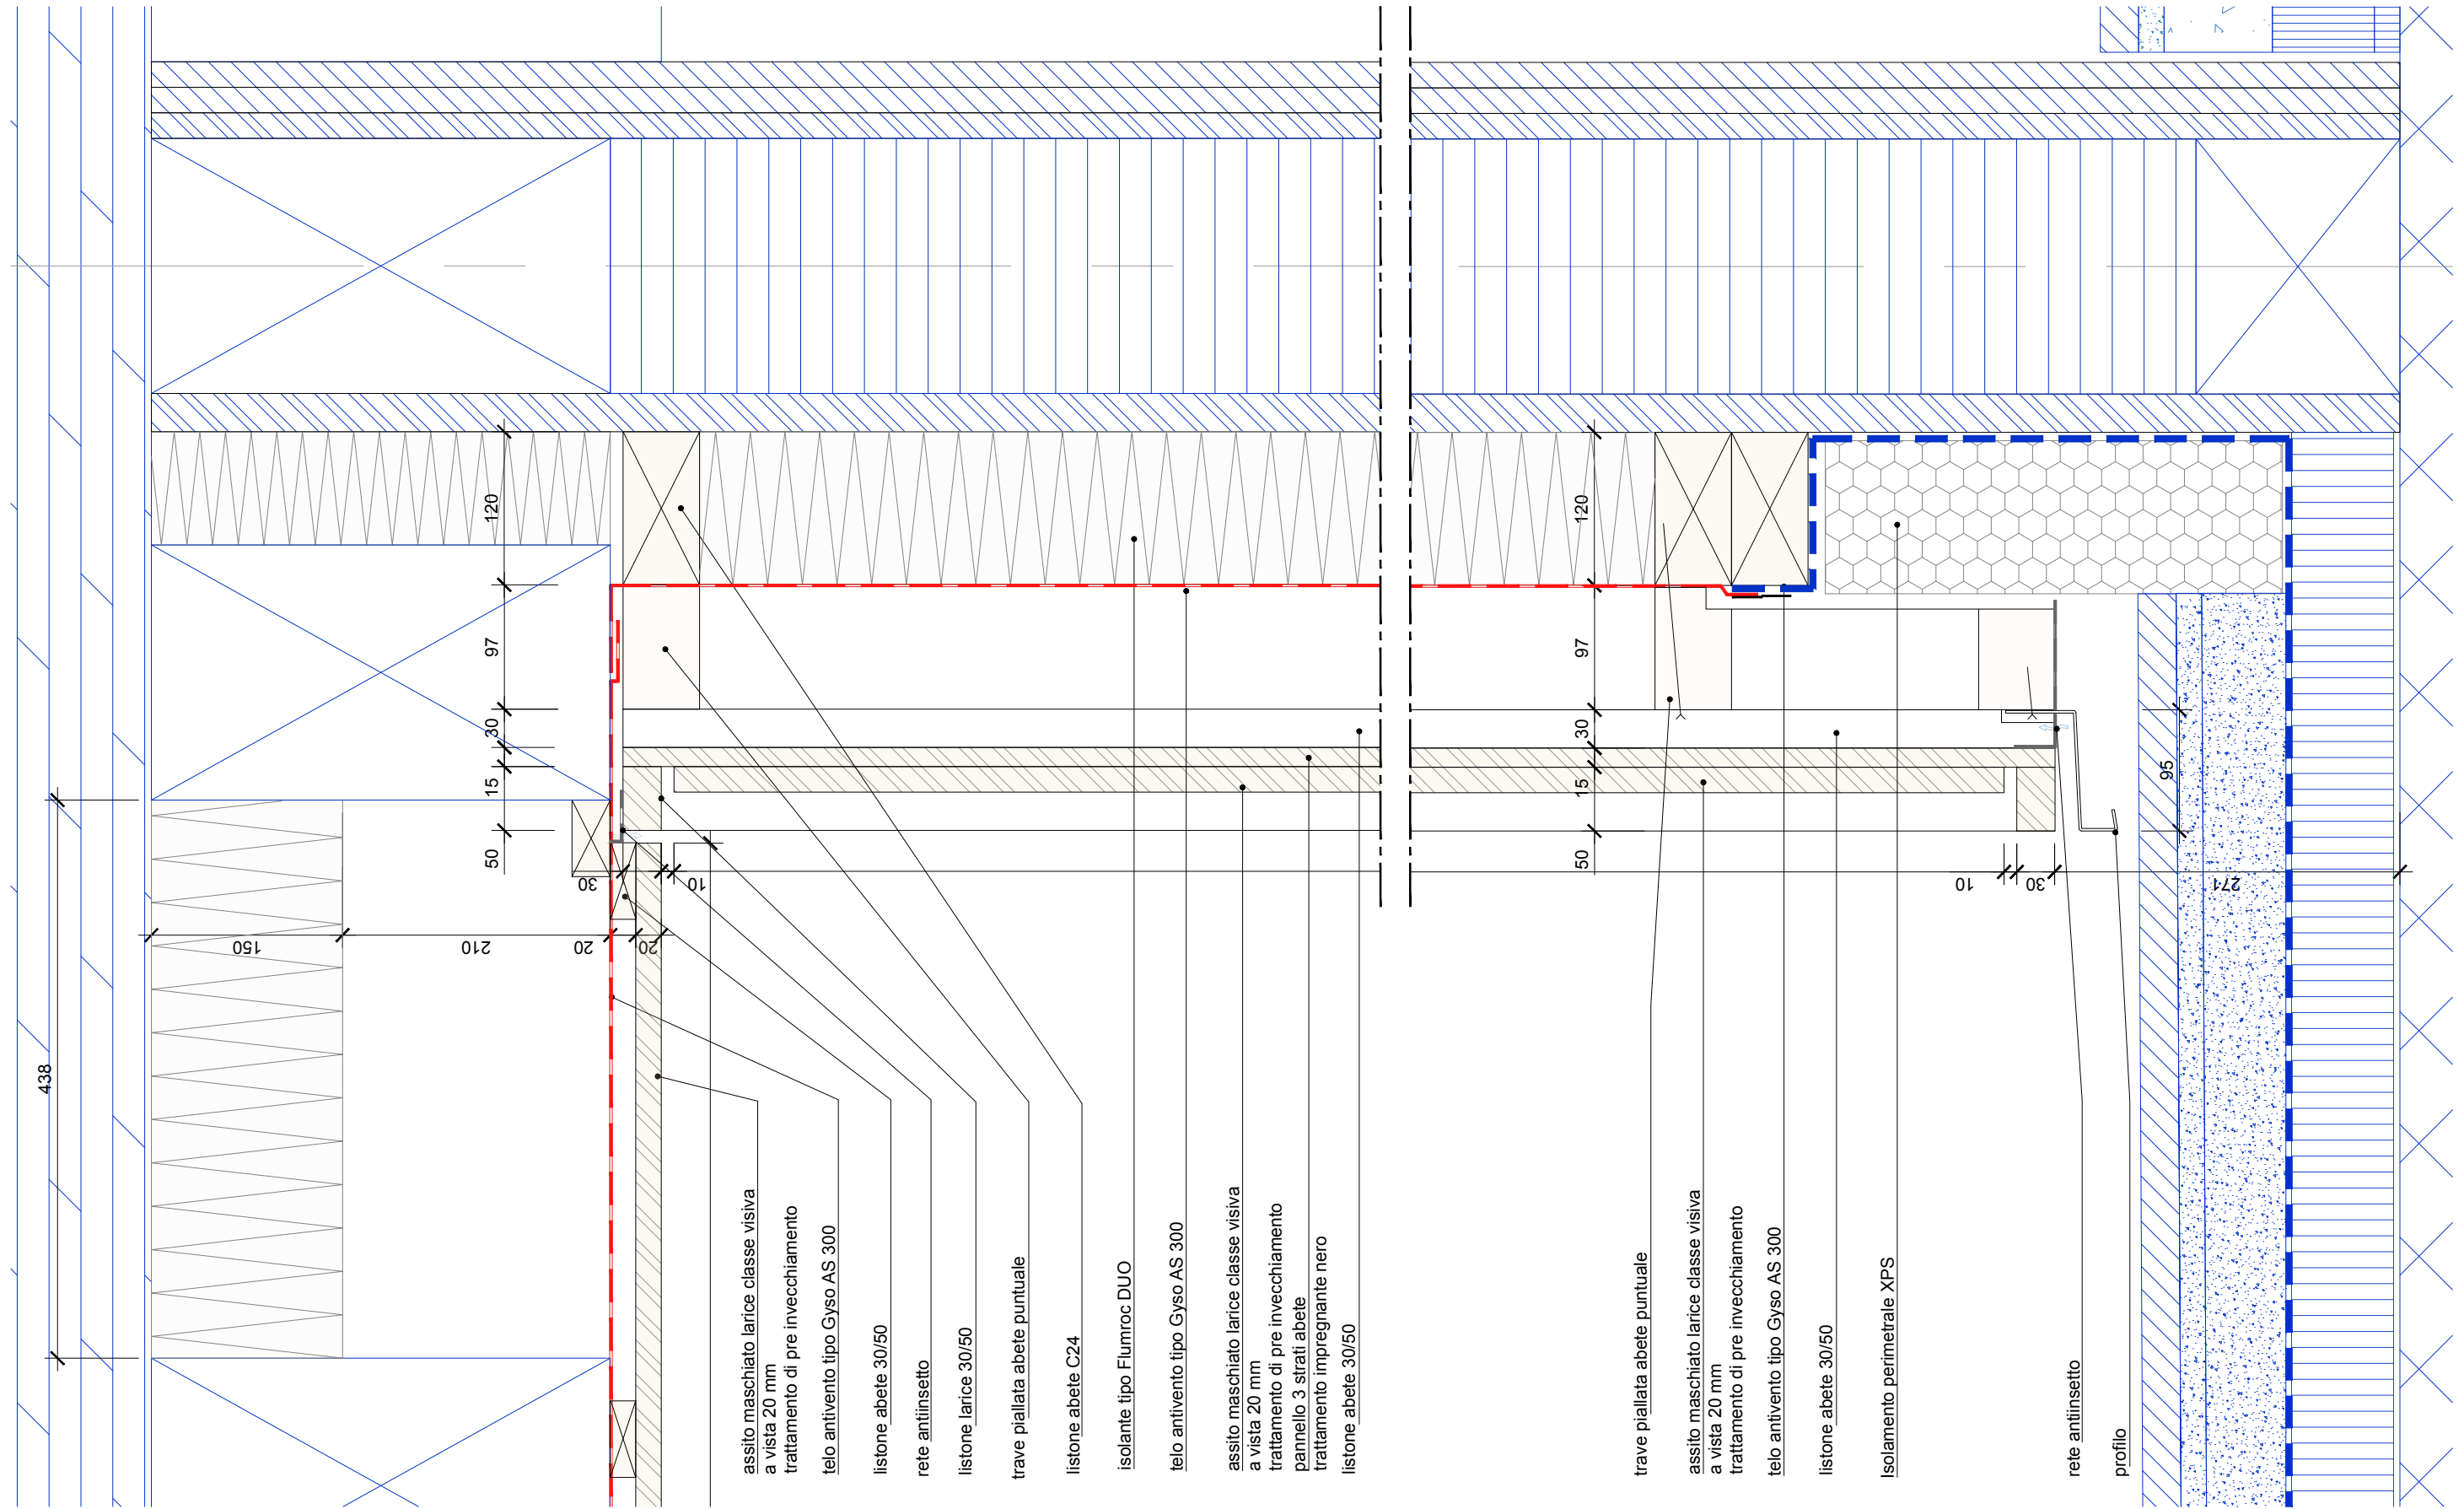 assito maschiato larice classe visiva
a vista 20 mm
trattamento di pre invecchiamento
telo antivento tipo Gyso AS 300
listone abete 30/50
rete antiinsetto
listone larice 30/50
trave piallata abete puntuale
listone abete C24
isolante tipo Flumroc DUO
telo antivento tipo Gyso AS 300
assito maschiato larice classe visiva
a vista 20 mm
trattamento di pre invecchiamento
pannello 3 strati abete
trattamento impregnante nero
listone abete 30/50
trave piallata abete puntuale
assito maschiato larice classe visiva
a vista 20 mm
trattamento di pre invecchiamento
telo antivento tipo Gyso AS 300
listone abete 30/50
Isolamento perimetrale XPS
rete antiinsetto
profilo
438
150
210
20
20
50
15
30
97
120
30
10
50
15
30
97
120
10
30
271
95